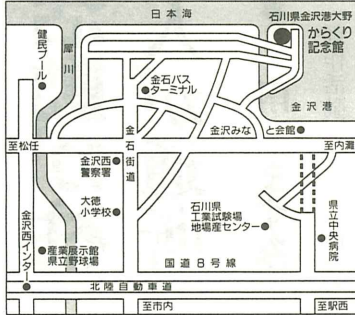 日本海
石川県金沢港大野
からくり
記念館
健民プール
犀川
金石バス
ターミナル
金沢港
金石街道
金沢みなと会館
至松任
至内灘
金沢西
警察署
大徳
小学校
石川県
工業試験場
地場産センター
県立中央病院
金沢西インター
産業展示館
県立野球場
国道8号線
北陸自動車道
至市内
至駅西